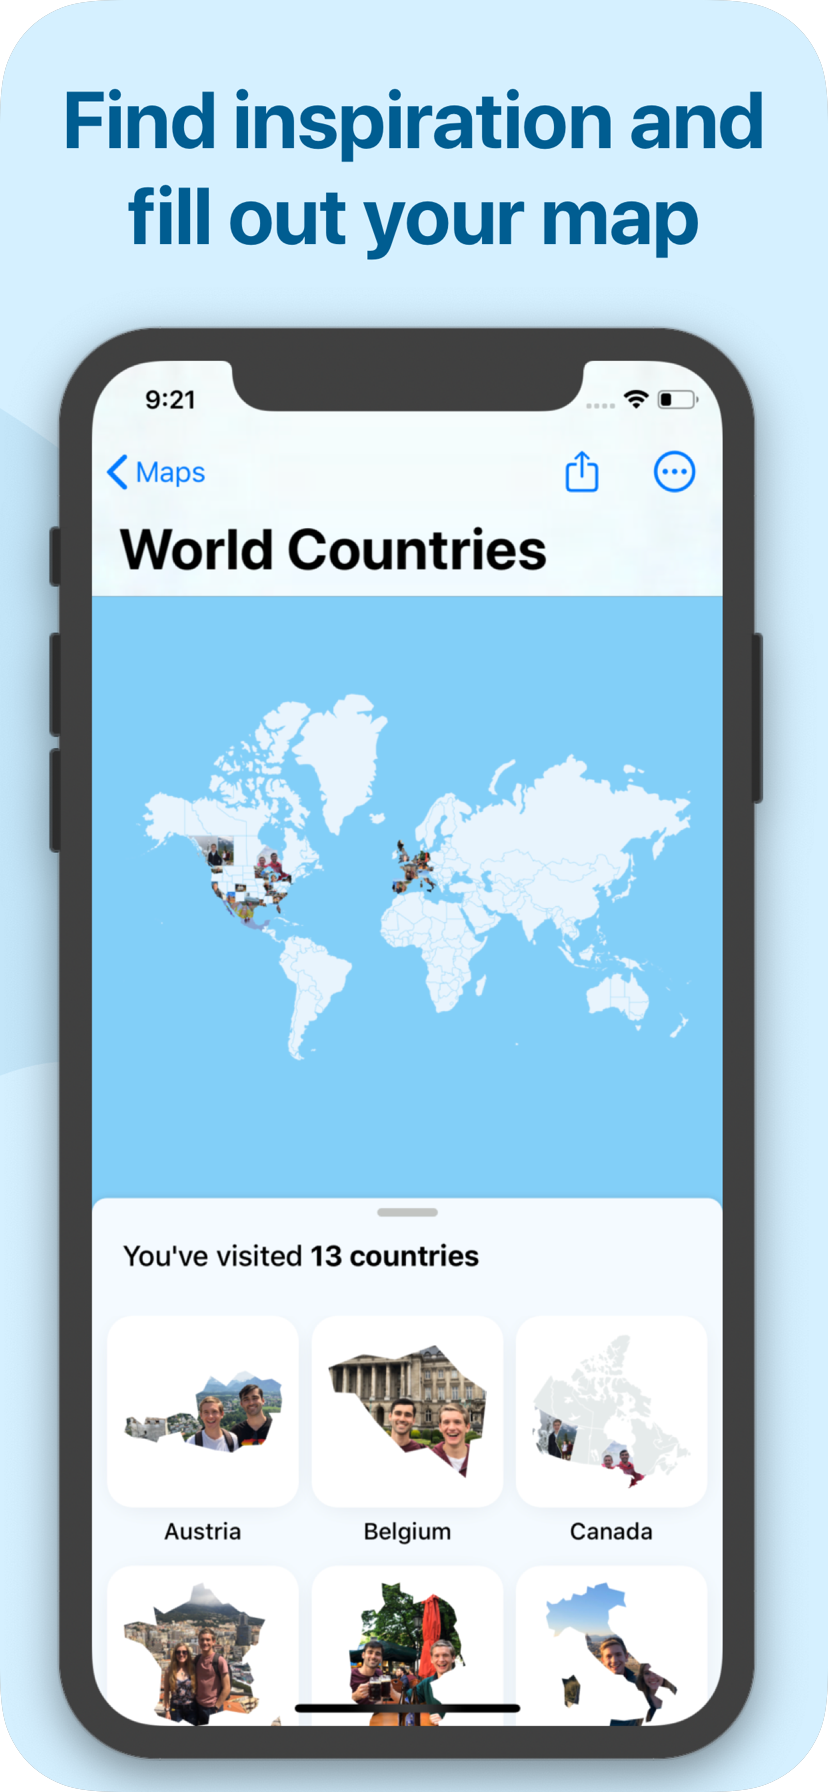 Find inspiration and
fill out your map
9:21
Maps
World Countries
You've visited 13 countries
Austria
Belgium
Canada